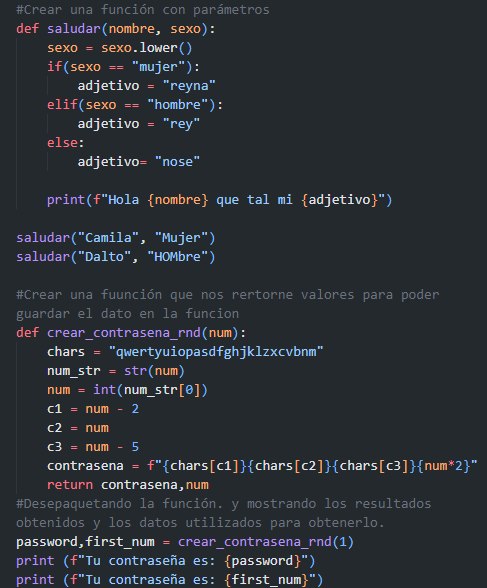 #Crear una función con parámetros
def saludar(nombre, sexo):
    sexo = sexo.lower()
    if(sexo == "mujer"):
        adjetivo = "reyna"
    elif(sexo == "hombre"):
        adjetivo = "rey"
    else:
        adjetivo= "nose"

    print(f"Hola {nombre} que tal mi {adjetivo}")

saludar("Camila", "Mujer")
saludar("Dalto", "HOMbre")

#Crear una fuunción que nos rertorne valores para poder
guardar el dato en la funcion
def crear_contrasena_rnd(num):
    chars = "qwertyuiopasdfghjklzxcvbnm"
    num_str = str(num)
    num = int(num_str[0])
    c1 = num - 2
    c2 = num
    c3 = num - 5
    contrasena = f"{chars[c1]}{chars[c2]}{chars[c3]}{num*2}"
    return contrasena,num
#Desepaquetando la función. y mostrando los resultados
obtenidos y los datos utilizados para obtenerlo.
password,first_num = crear_contrasena_rnd(1)
print (f"Tu contraseña es: {password}")
print (f"Tu contraseña es: {first_num}")